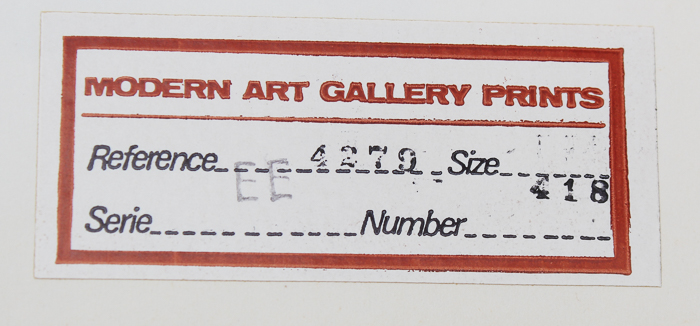 MODERN ART GALLERY PRINTS
Reference 4279 Size
EE 418
Serie Number